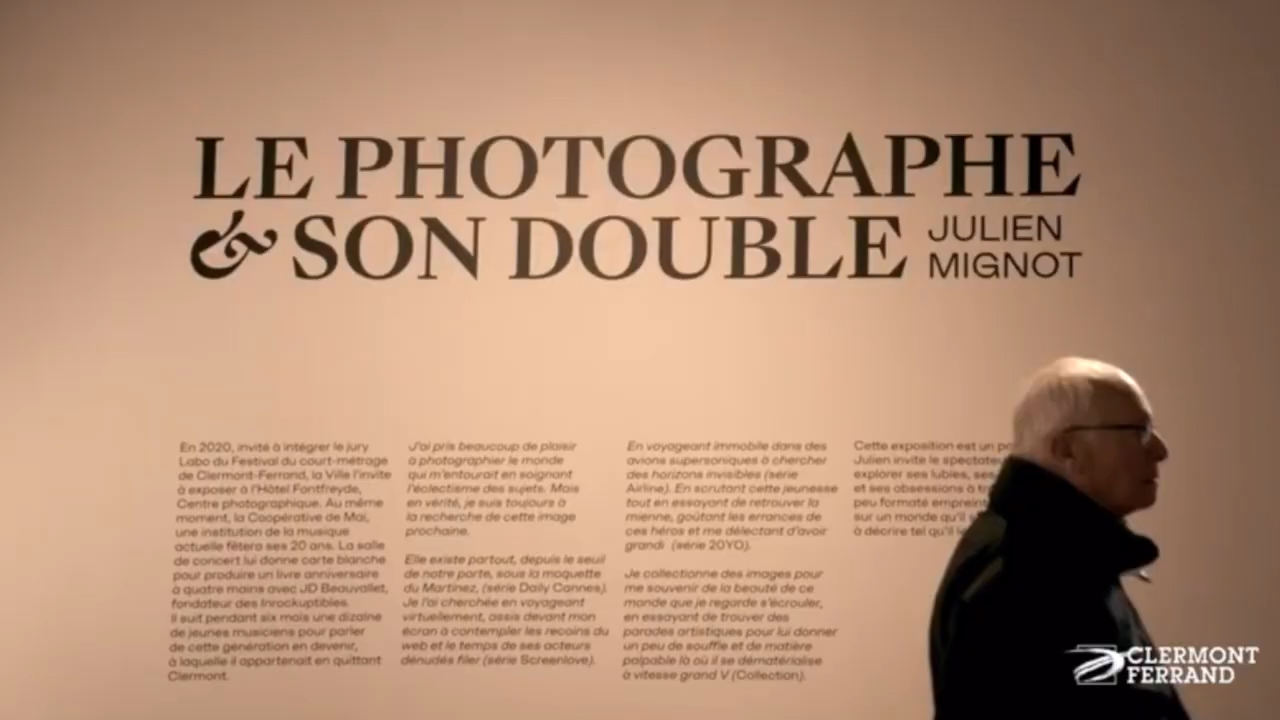 LE PHOTOGRAPHE
& SON DOUBLE
JULIEN
MIGNOT
En 2020, invité à intégrer le jury
Labo du Festival du court-métrage
de Clermont-Ferrand, la Ville l'invite
à exposer à l'Hôtel Fontfreyde,
Centre photographique. Au même
moment, la Coopérative de Mai,
une institution de la musique
actuelle fêtera ses 20 ans. La salle
de concert lui donne carte blanche
pour produire un livre anniversaire
à quatre mains avec JD Beauvallet,
fondateur des Inrockuptibles.
Il suit pendant six mois une dizaine
de jeunes musiciens pour parler
de cette génération en devenir,
à laquelle il appartenait en quittant
Clermont.
J'ai pris beaucoup de plaisir
à photographier le monde
qui m'entourait en soignant
l'éclectisme des sujets. Mais
en vérité, je suis toujours à
la recherche de cette image
prochaine.
Elle existe partout, depuis le seuil
de notre porte, sous la moquette
du Martinez, (série Daily Cannes).
Je l'ai cherchée en voyageant
virtuellement, assis devant mon
écran à contempler les recoins du
web et le temps de ses acteurs
dénudés filer (série Screenlove).
En voyageant immobile dans des
avions supersoniques à chercher
des horizons invisibles (série
Airline). En scrutant cette jeunesse
tout en essayant de retrouver la
mienne, goûtant les errances de
ces héros et me délectant d'avoir
grandi (série 20YO).
Je collectionne des images pour
me souvenir de la beauté de ce
monde que je regarde s'écrouler,
en essayant de trouver des
parades artistiques pour lui donner
un peu de souffle et de matière
palpable là où il se dématérialise
à vitesse grand V (Collection).
Cette exposition est un
Julien invite le
explorer ses lubies, ses
et ses obsessions à
peu formaté
sur un monde qu'il
à décrire tel qu'il
CLERMONT
FERRAND